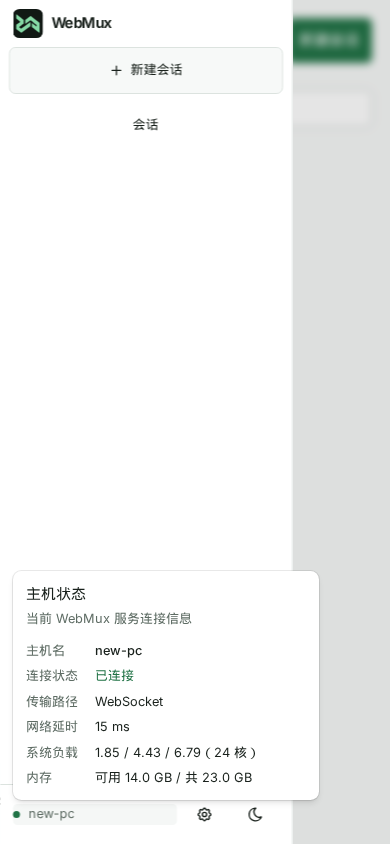 WebMux
新建会话
会话
主机状态
当前 WebMux 服务连接信息
主机名 new-pc
连接状态 已连接
传输路径 WebSocket
网络延时 15 ms
系统负载 1.85 / 4.43 / 6.79 ( 24 核 )
内存 可用 14.0 GB / 共 23.0 GB
new-pc